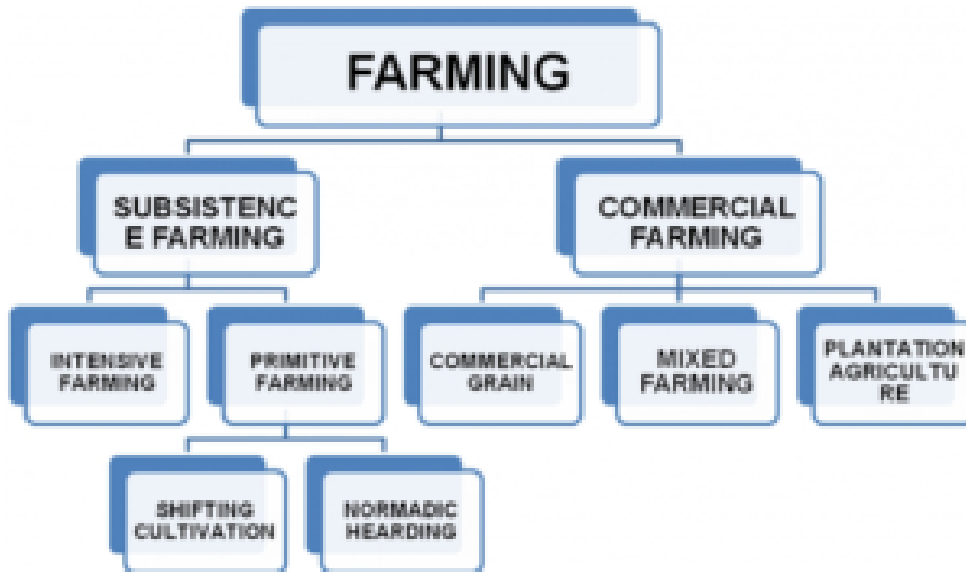 FARMING
SUBSISTENC
E FARMING
COMMERCIAL
FARMING
INTENSIVE
FARMING
PRIMITIVE
FARMING
COMMERCIAL
GRAIN
MIXED
FARMING
PLANTATION
AGRICULTU
RE
SHIFTING
CULTIVATION
NORMADIC
HEARDING